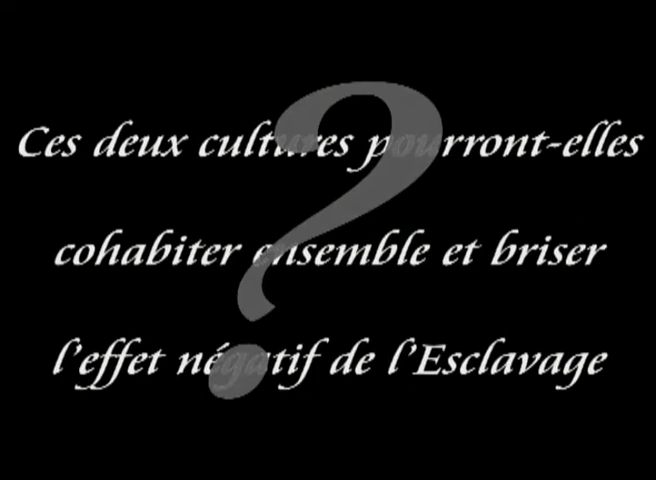 Ces deux cultures pourront-elles
cohabiter ensemble et briser
l'effet négatif de l'Esclavage
?